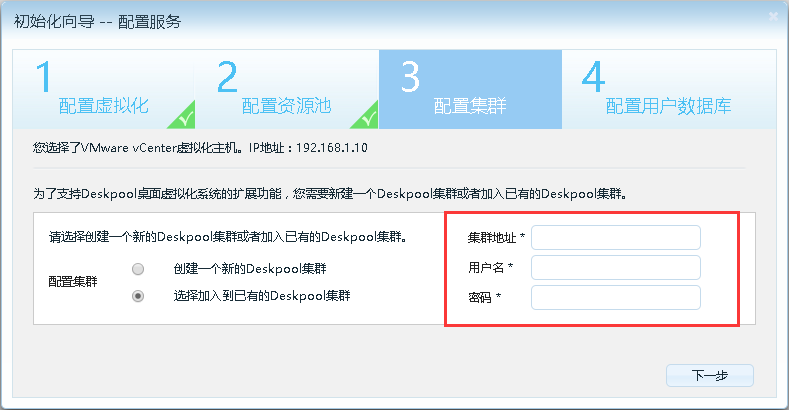 初始化向导 -- 配置服务
1 配置虚拟化
2 配置资源池
3 配置集群
4 配置用户数据库
您选择了VMware vCenter虚拟化主机。IP地址：192.168.1.10
为了支持Deskpool桌面虚拟化系统的扩展功能，您需要新建一个Deskpool集群或者加入已有的Deskpool集群。
请选择创建一个新的Deskpool集群或者加入已有的Deskpool集群。
配置集群
创建一个新的Deskpool集群
选择加入到已有的Deskpool集群
集群地址 *
用户名 *
密码 *
下一步